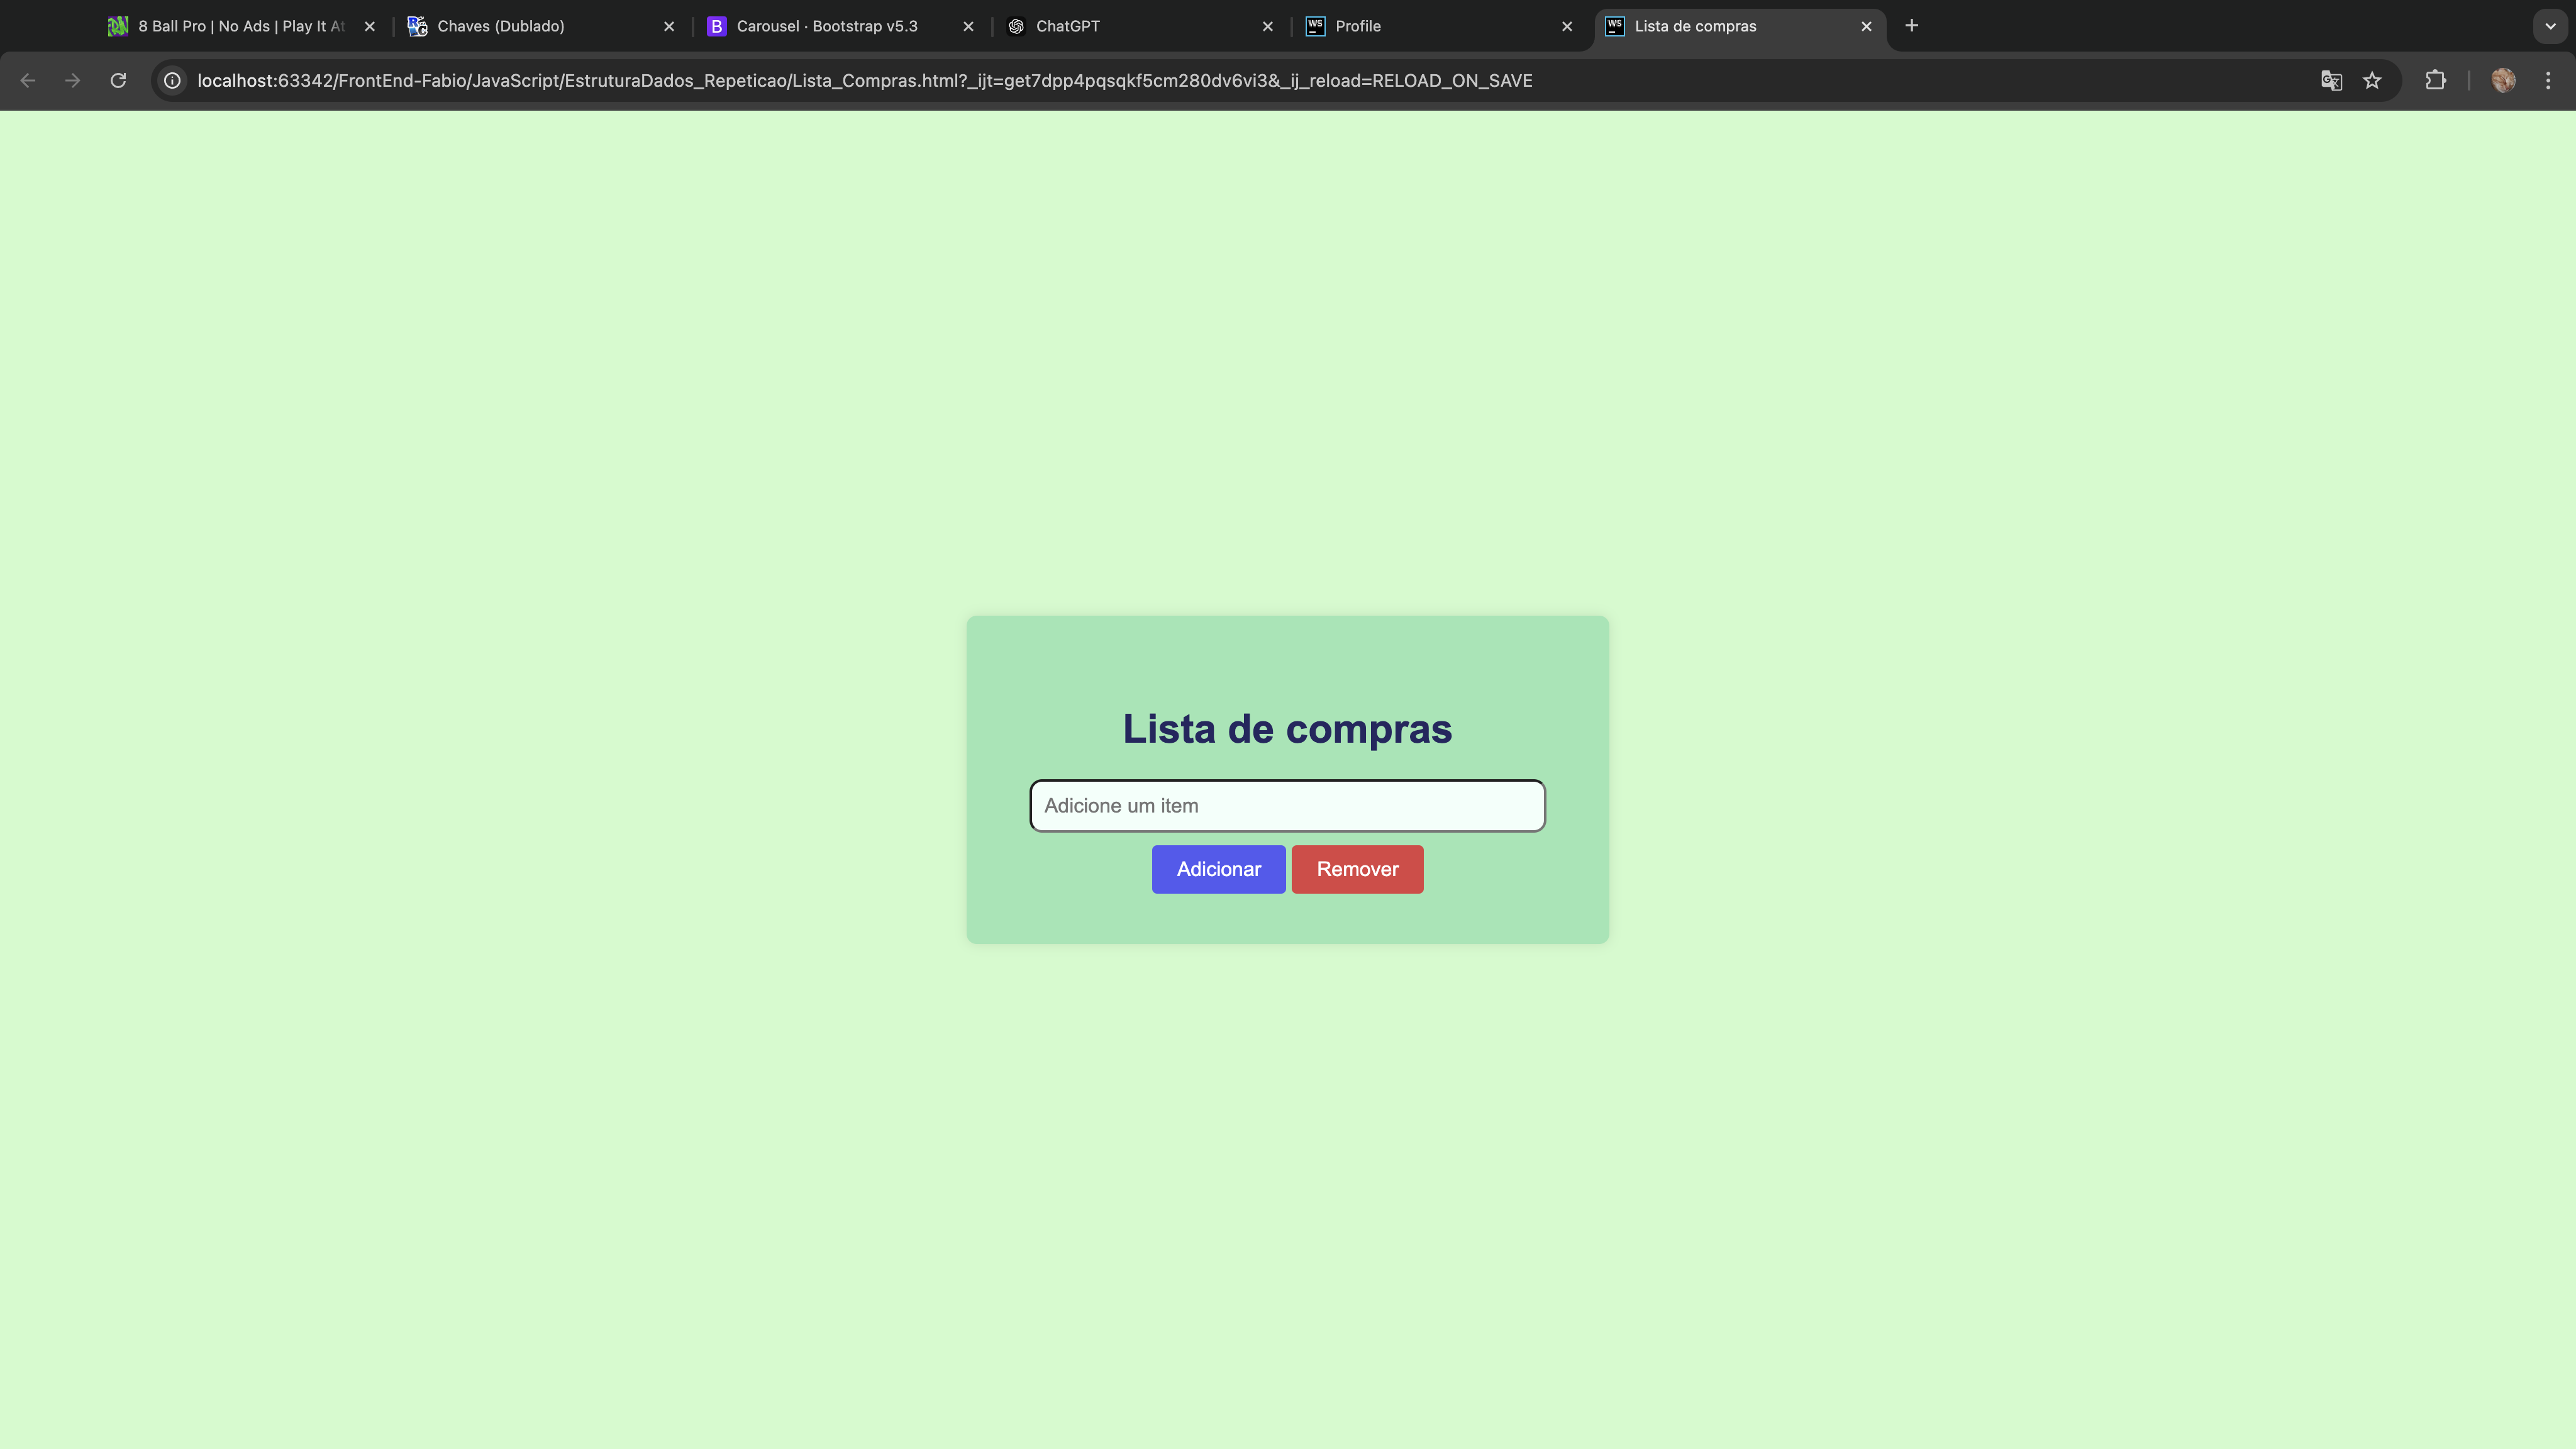 8 Ball Pro | No Ads | Play It At
Chaves (Dublado)
B
Carousel · Bootstrap v5.3
ChatGPT
WS
Profile
WS
Lista de compras
localhost:63342/FrontEnd-Fabio/JavaScript/EstruturaDados_Repeticao/Lista_Compras.html?_ijt=get7dpp4pqsqkf5cm280dv6vi3&_ij_reload=RELOAD_ON_SAVE
Lista de compras
Adicione um item
Adicionar Remover